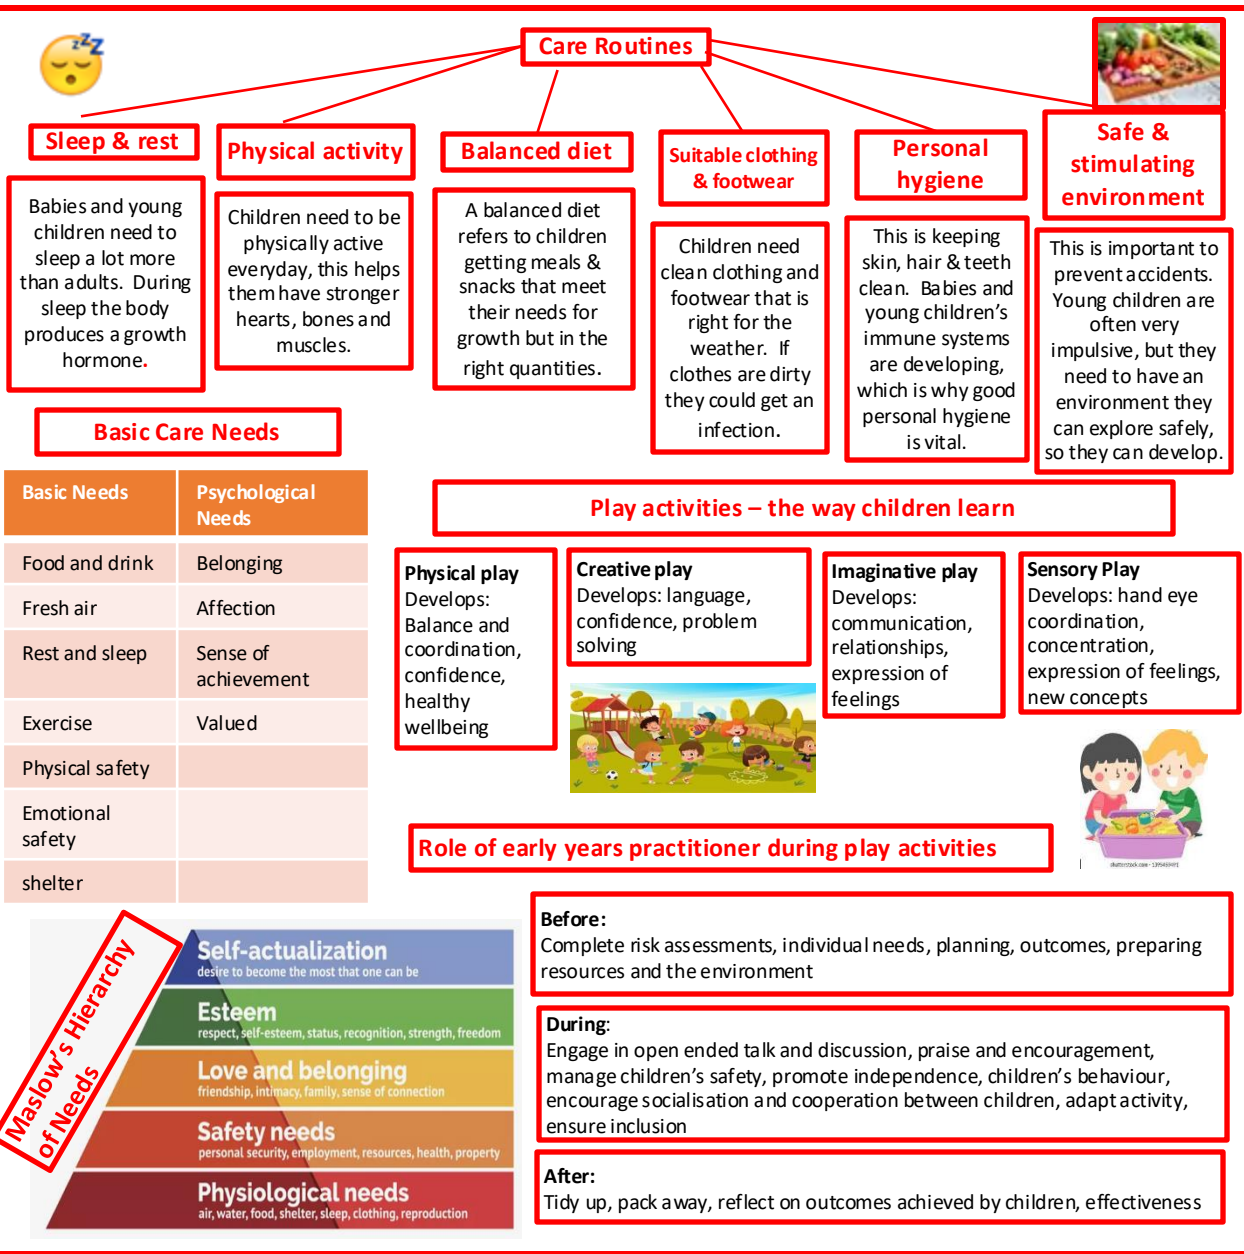 Care Routines
Sleep & rest
Babies and young
children need to
sleep a lot more
than adults. During
sleep the body
produces a growth
hormone.
Physical activity
Children need to be
physically active
everyday, this helps
them have stronger
hearts, bones and
muscles.
Balanced diet
A balanced diet
refers to children
getting meals &
snacks that meet
their needs for
growth but in the
right quantities.
Suitable clothing
& footwear
Children need
clean clothing and
footwear that is
right for the
weather. If
clothes are dirty
they could get an
infection.
Personal
hygiene
This is keeping
skin, hair & teeth
clean. Babies and
young children's
immune systems
are developing,
which is why good
personal hygiene
is vital.
Safe &
stimulating
environment
This is important to
prevent accidents.
Young children are
often very
impulsive, but they
need to have an
environment they
can explore safely,
so they can develop.
Basic Care Needs
Basic Needs
Psychological
Needs
Food and drink
Belonging
Fresh air
Affection
Rest and sleep
Sense of
achievement
Exercise
Valued
Physical safety
Emotional
safety
shelter
Play activities – the way children learn
Physical play
Develops:
Balance and
coordination,
confidence,
healthy
wellbeing
Creative play
Develops: language,
confidence, problem
solving
Imaginative play
Develops:
communication,
relationships,
expression of
feelings
Sensory Play
Develops: hand eye
coordination,
concentration,
expression of feelings,
new concepts
Role of early years practitioner during play activities
Before:
Complete risk assessments, individual needs, planning, outcomes, preparing
resources and the environment
During:
Engage in open ended talk and discussion, praise and encouragement,
manage children's safety, promote independence, children's behaviour,
encourage socialisation and cooperation between children, adapt activity,
ensure inclusion
After:
Tidy up, pack away, reflect on outcomes achieved by children, effectiveness
Maslow's Hierarchy
of Needs
Self-actualization
desire to become the most that one can be
Esteem
respect, self-esteem, status, recognition, strength, freedom
Love and belonging
friendship, intimacy, family, sense of connection
Safety needs
personal security, employment, resources, health, property
Physiological needs
air, water, food, shelter, sleep, clothing, reproduction